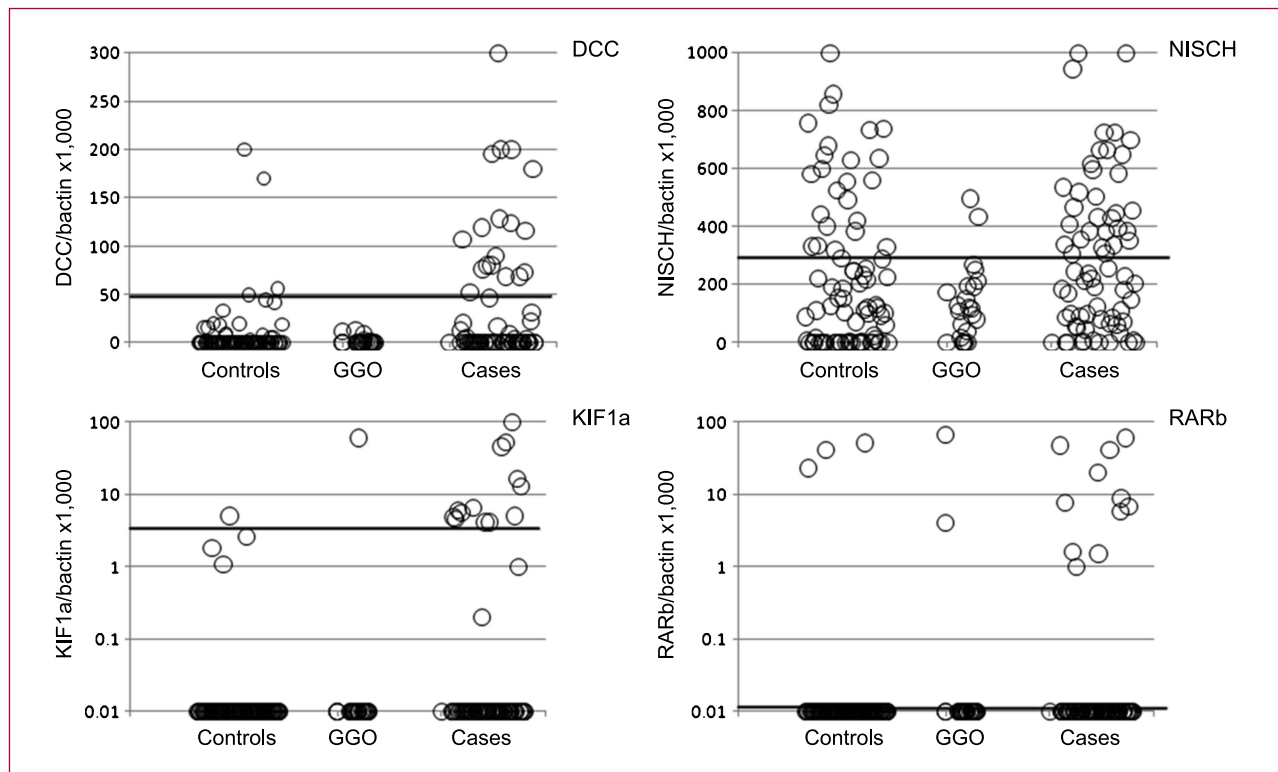 DCC
DCC/bactin x1,000
300
250
200
150
100
50
0
Controls GGO Cases
NISCH
NISCH/bactin x1,000
1000
800
600
400
200
0
Controls GGO Cases
KIF1a
KIF1a/bactin x1,000
100
10
1
0.1
0.01
Controls GGO Cases
RARb
RARb/bactin x1,000
100
10
1
0.1
0.01
Controls GGO Cases